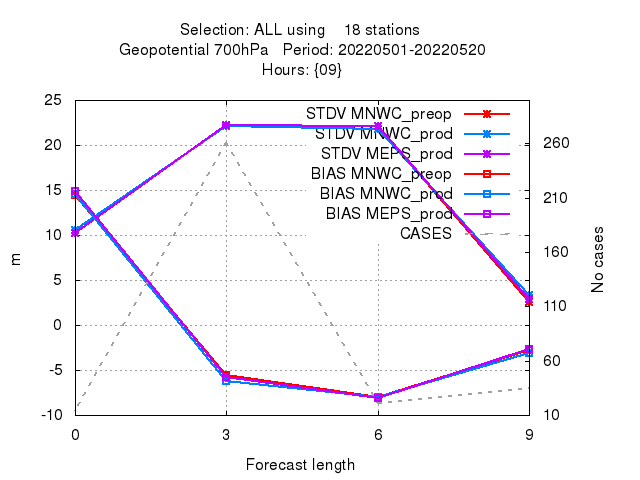 Selection: ALL using    18 stations
Geopotential 700hPa   Period: 20220501-20220520
Hours: {09}
25
20
15
10
5
0
-5
-10
m
STDV MNWC_preop
STDV MNWC_prod
STDV MEPS_prod
BIAS MNWC_preop
BIAS MNWC_prod
BIAS MEPS_prod
CASES
260
210
160
110
60
10
No cases
0 3 6 9
Forecast length